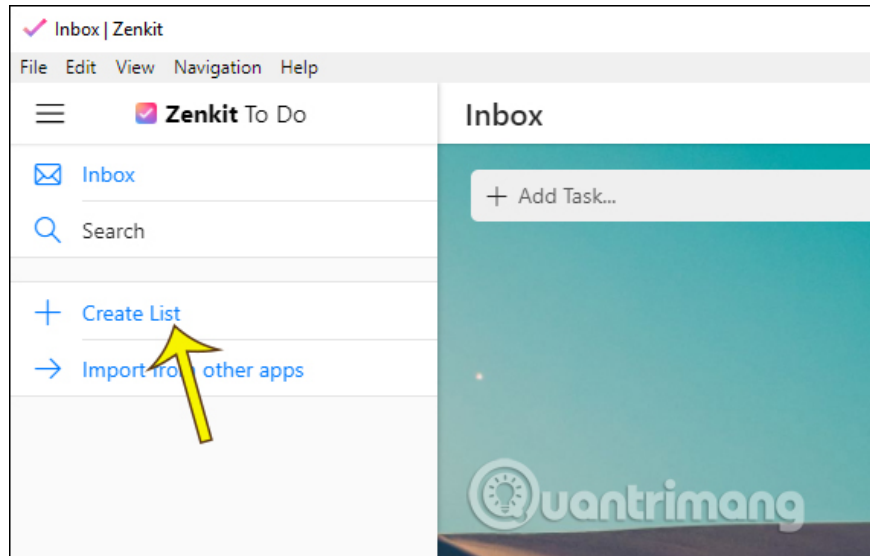 Inbox | Zenkit
File Edit View Navigation Help
Zenkit To Do
Inbox
Search
Create List
Import from other apps
Inbox
Add Task...
Quantrimang